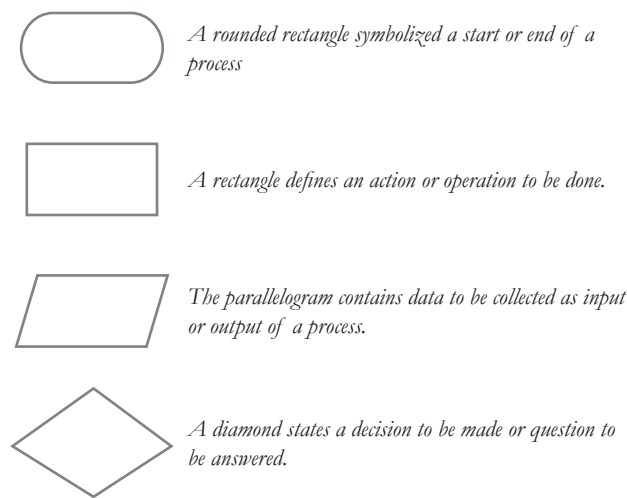 A rounded rectangle symbolized a start or end of a
process
A rectangle defines an action or operation to be done.
The parallelogram contains data to be collected as input
or output of a process.
A diamond states a decision to be made or question to
be answered.